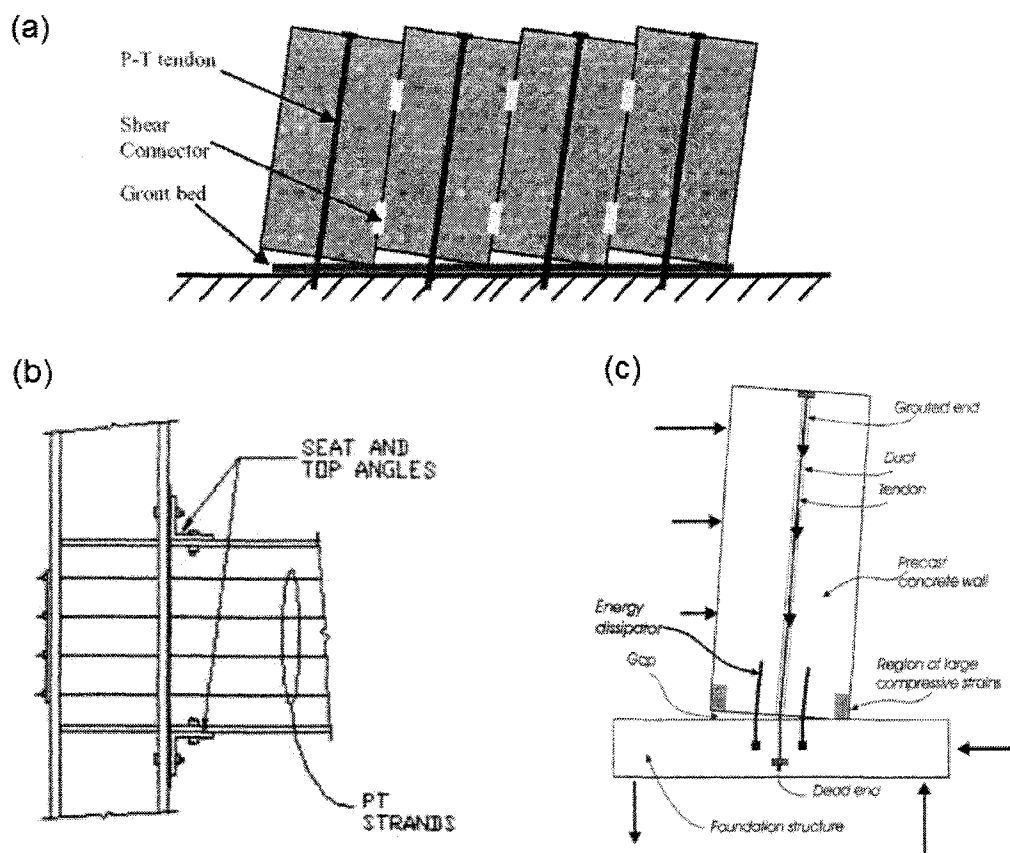 (a)
P-T tendon
Shear
Connector
Grout bed
(b)
SEAT AND
TOP ANGLES
PT
STRANDS
(c)
Grouted end
Duct
Tendon
Precast
concrete wall
Energy
dissipator
Gap
Region of large
compressive strains
Dead end
Foundation structure